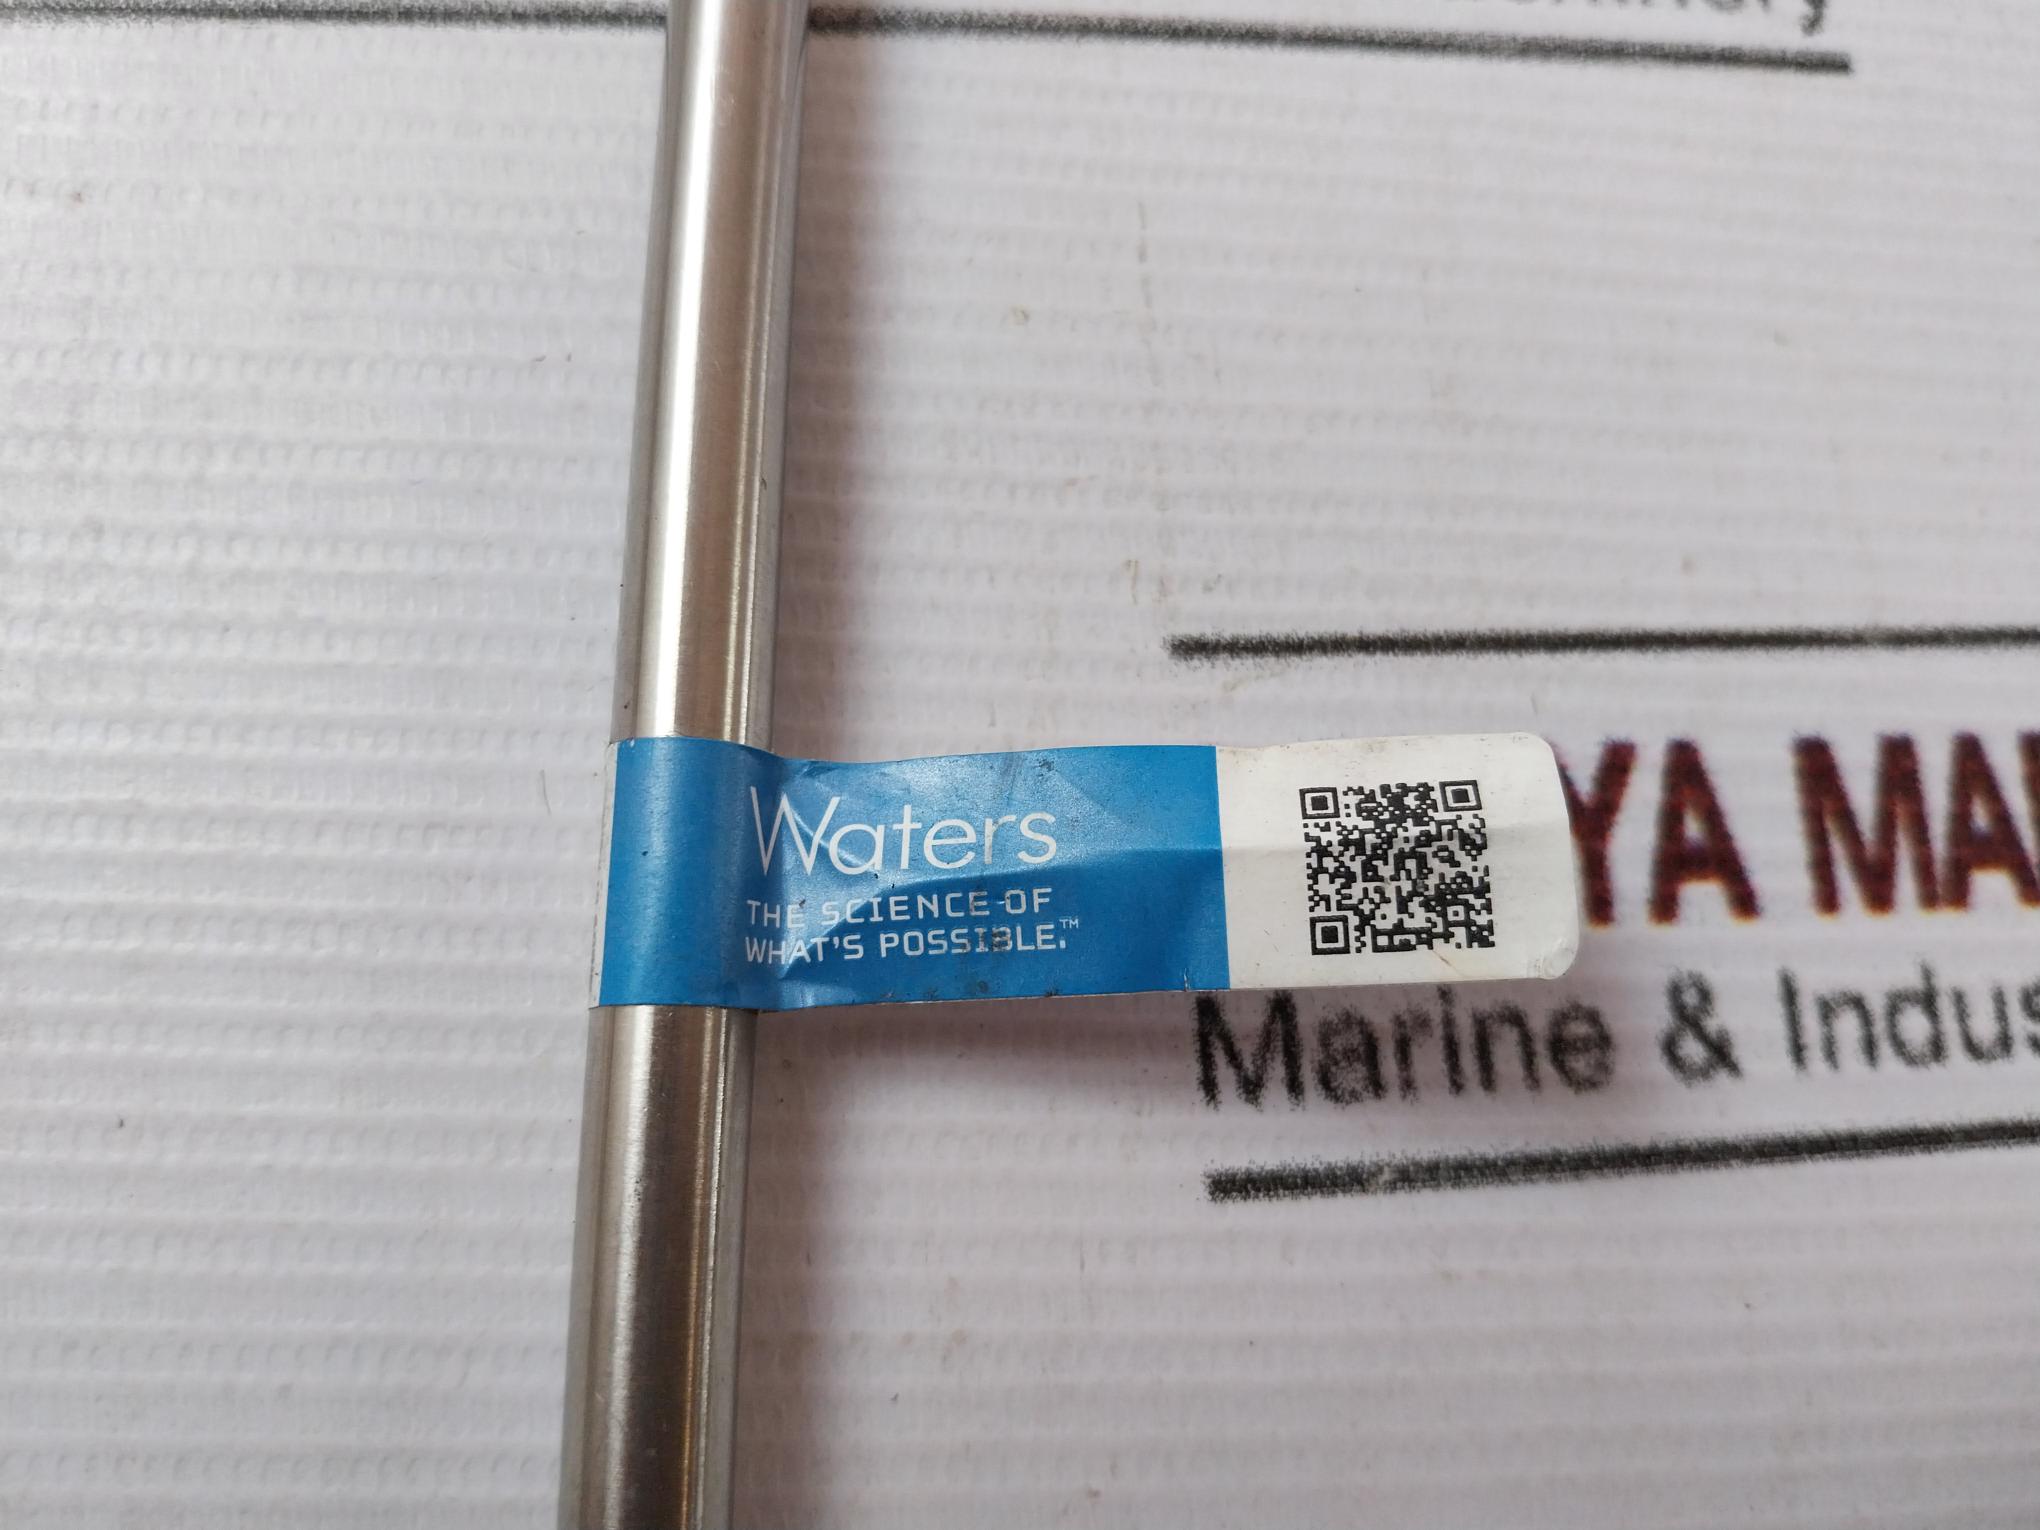 Waters
THE SCIENCE OF
WHAT'S POSSIBLE.™
YA MA
Marine & Indus